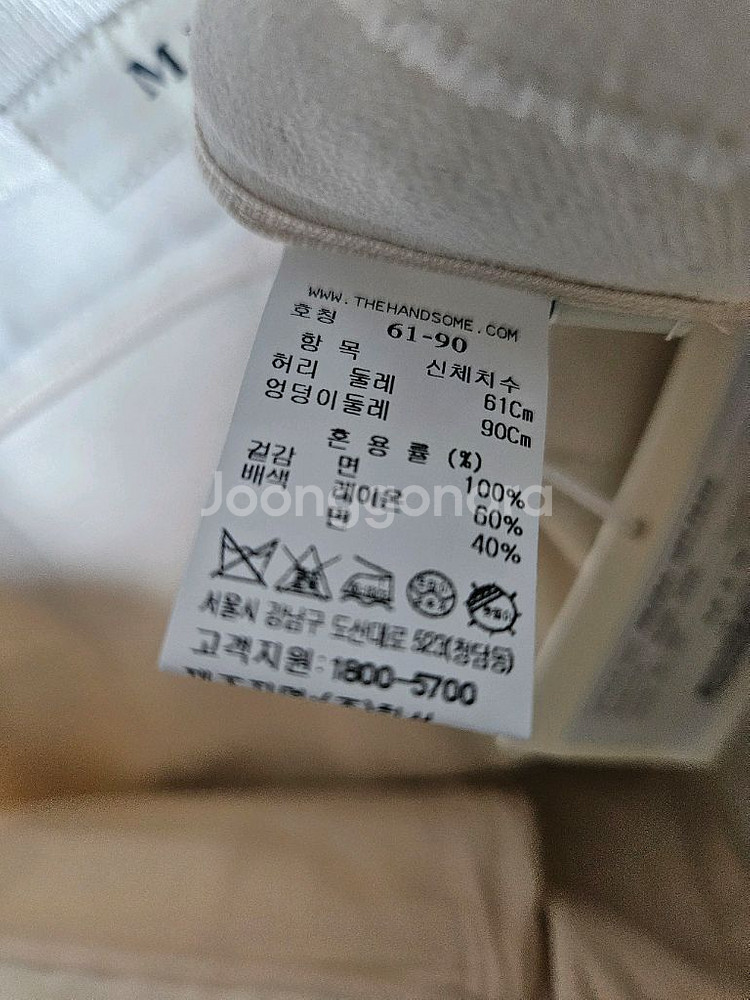 M
WWW.THEHANDSOME.COM
호칭 61-90
항 목 신체치수
허리 둘레 61Cm
엉덩이둘레 90Cm
혼 용 률 (%)
겉감 면 100%
배색 레이온 60%
면 40%
Joonggonara
서울시 강남구 도산대로 523(청담동)
고객지원:1800-5700